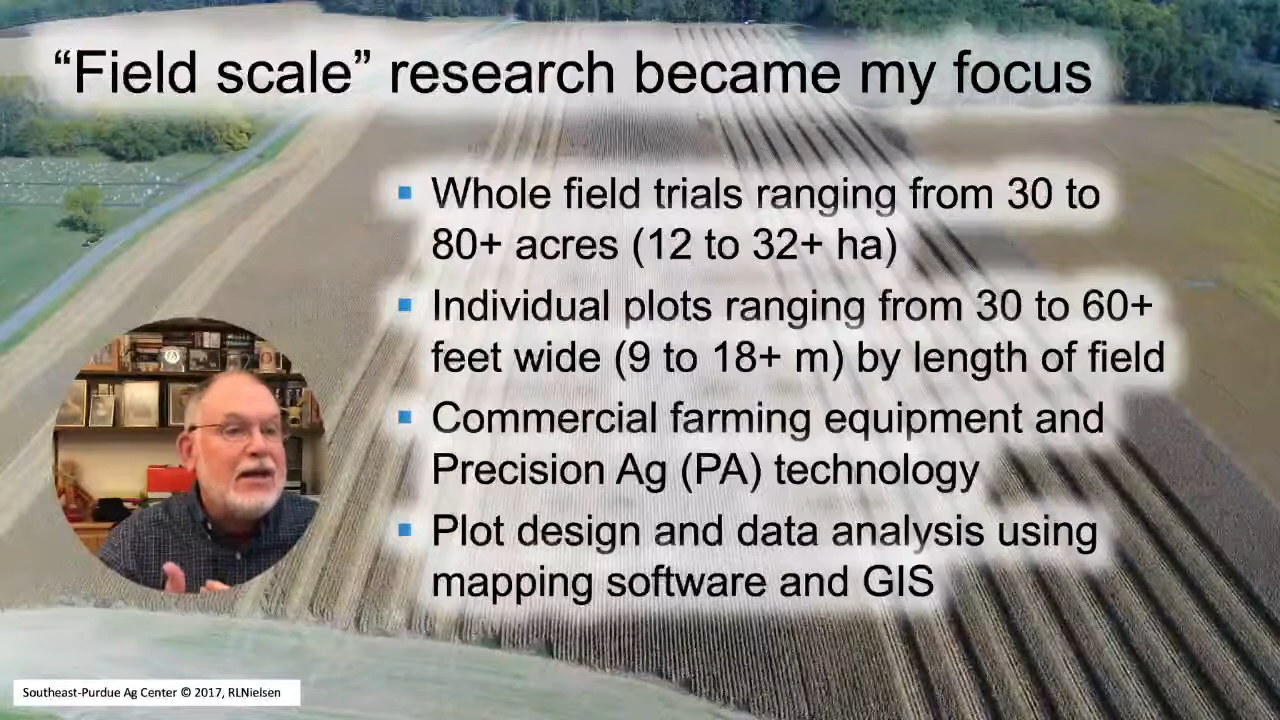 “Field scale” research became my focus
▪ Whole field trials ranging from 30 to
80+ acres (12 to 32+ ha)
▪ Individual plots ranging from 30 to 60+
feet wide (9 to 18+ m) by length of field
▪ Commercial farming equipment and
Precision Ag (PA) technology
▪ Plot design and data analysis using
mapping software and GIS
Southeast-Purdue Ag Center © 2017, RLNielsen